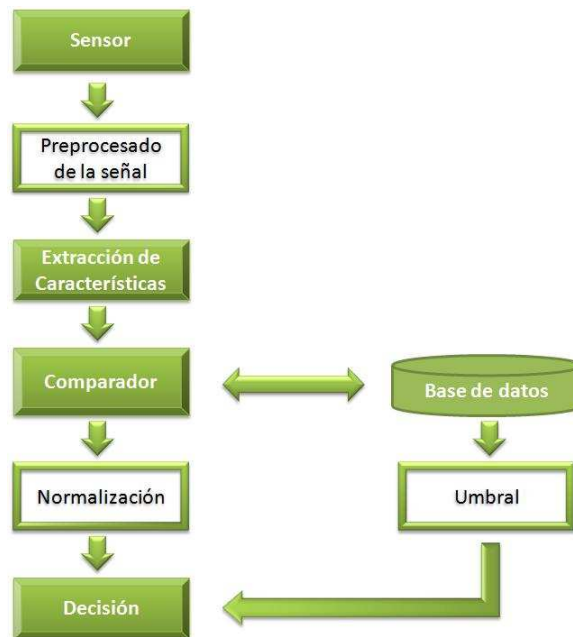 Sensor
Preprocesado
de la señal
Extracción de
Características
Comparador
Base de datos
Normalización
Umbral
Decisión